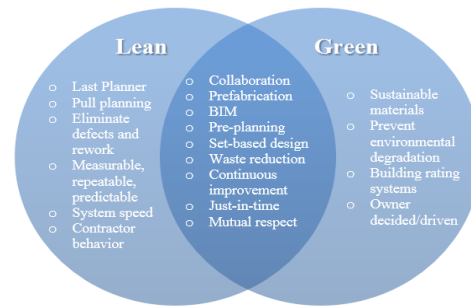 Lean
○ Last Planner
○ Pull planning
○ Eliminate
defects and
rework
○ Measurable,
repeatable,
predictable
○ System speed
○ Contractor
behavior
○ Collaboration
○ Prefabrication
○ BIM
○ Pre-planning
○ Set-based design
○ Waste reduction
○ Continuous
improvement
○ Just-in-time
○ Mutual respect
Green
○ Sustainable
materials
○ Prevent
environmental
degradation
○ Building rating
systems
○ Owner
decided/driven